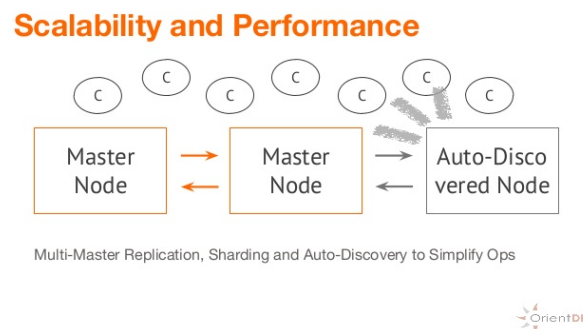 Scalability and Performance
C C C C C C C
Master
Node
Master
Node
Auto-Disco
vered Node
Multi-Master Replication, Sharding and Auto-Discovery to Simplify Ops
OrientD